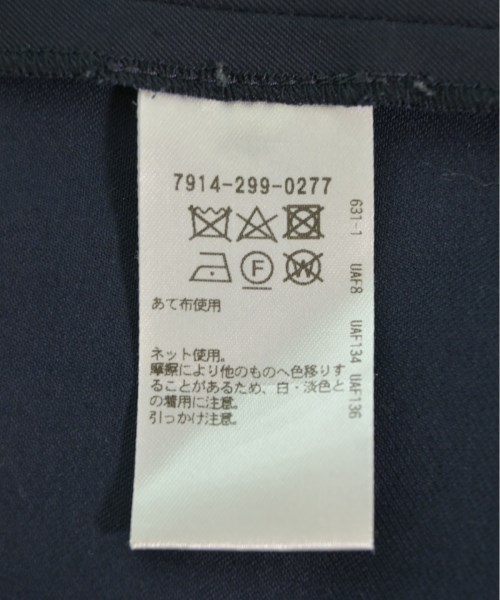 7914-299-0277
F
W
あて布使用
ネット使用。
摩擦により他のものへ色移りす
ることがあるため、白・淡色と
の着用に注意。
引っかけ注意。
631-1 UAF8 UAF134 UAF136